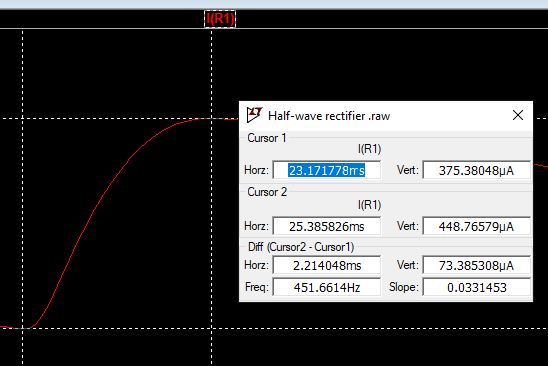 I(R1)
Half-wave rectifier .raw
Cursor 1
I(R1)
Horz: 23.171778ms Vert: 375.38048µA
Cursor 2
I(R1)
Horz: 25.385826ms Vert: 448.76579µA
Diff (Cursor2 - Cursor1)
Horz: 2.214048ms Vert: 73.385308µA
Freq: 451.6614Hz Slope: 0.0331453